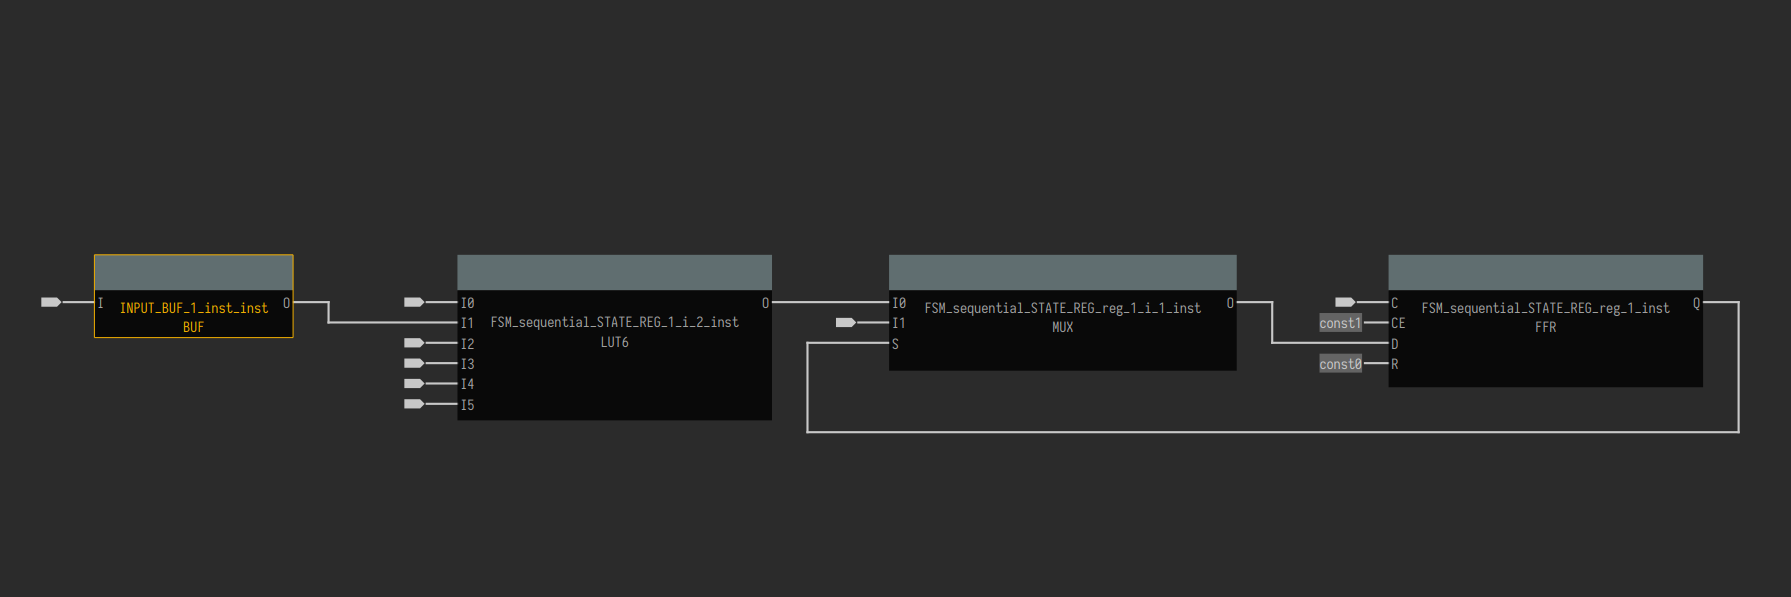 I
INPUT_BUF_1_inst_inst
BUF
O
I0
I1
I2
I3
I4
I5
FSM_sequential_STATE_REG_1_i_2_inst
LUT6
O
I0
I1
S
FSM_sequential_STATE_REG_reg_1_i_1_inst
MUX
O
const1
const0
C
CE
D
R
FSM_sequential_STATE_REG_reg_1_inst
FFR
Q